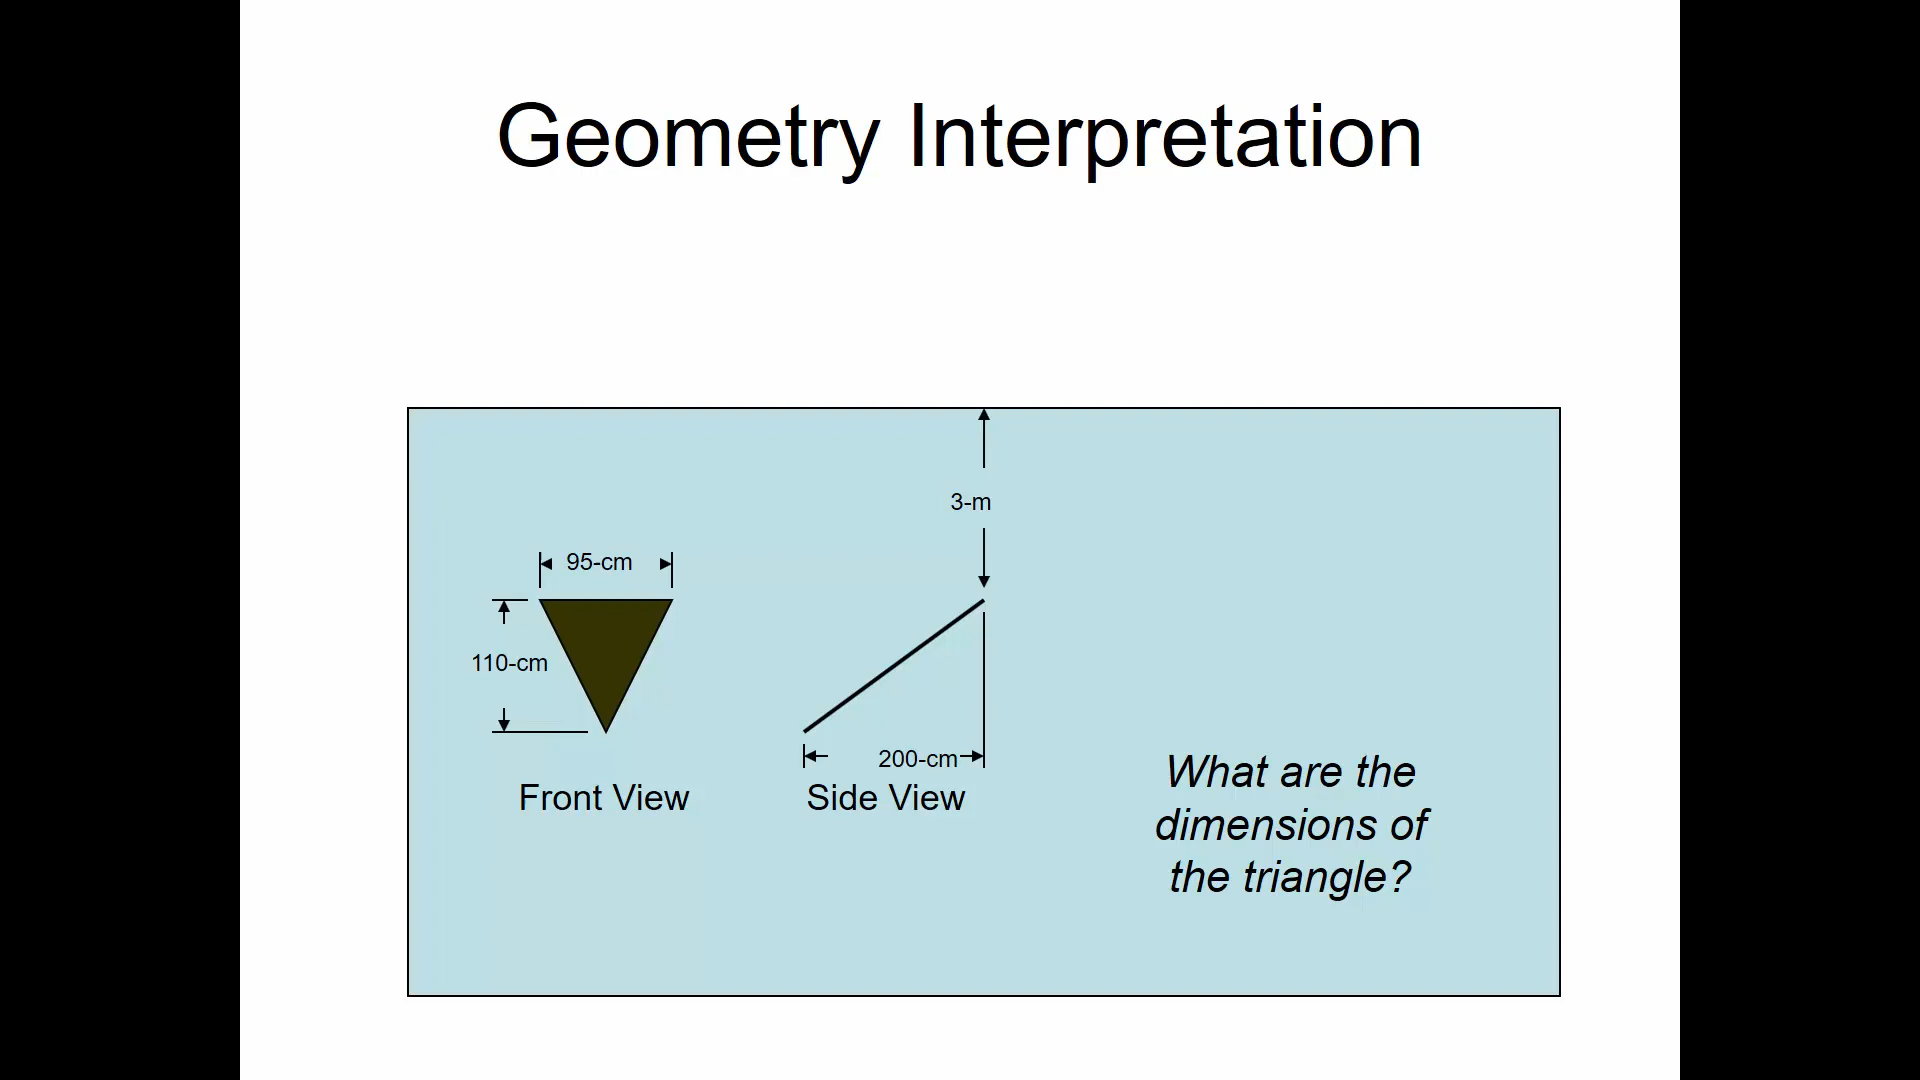 Geometry Interpretation
3-m
95-cm
110-cm
200-cm
Front View
Side View
What are the
dimensions of
the triangle?